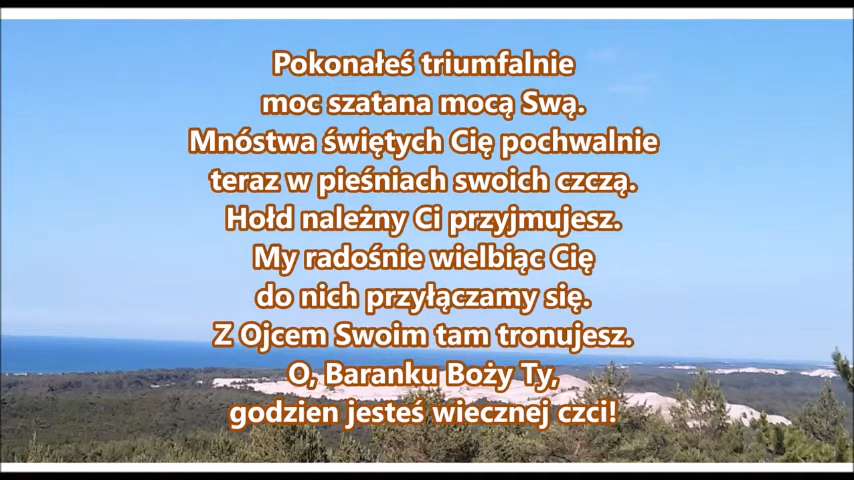 Pokonałeś triumfalnie
moc szatana mocą Swą.
Mnóstwa świętych Cię pochwalnie
teraz w pieśniach swoich czczą.
Hołd należny Ci przyjmujesz.
My radośnie wielbiąc Cię
do nich przyłączamy się.
Z Ojcem Swoim tam tronujesz.
O, Baranku Boży Ty,
godzien jesteś wiecznej czci!